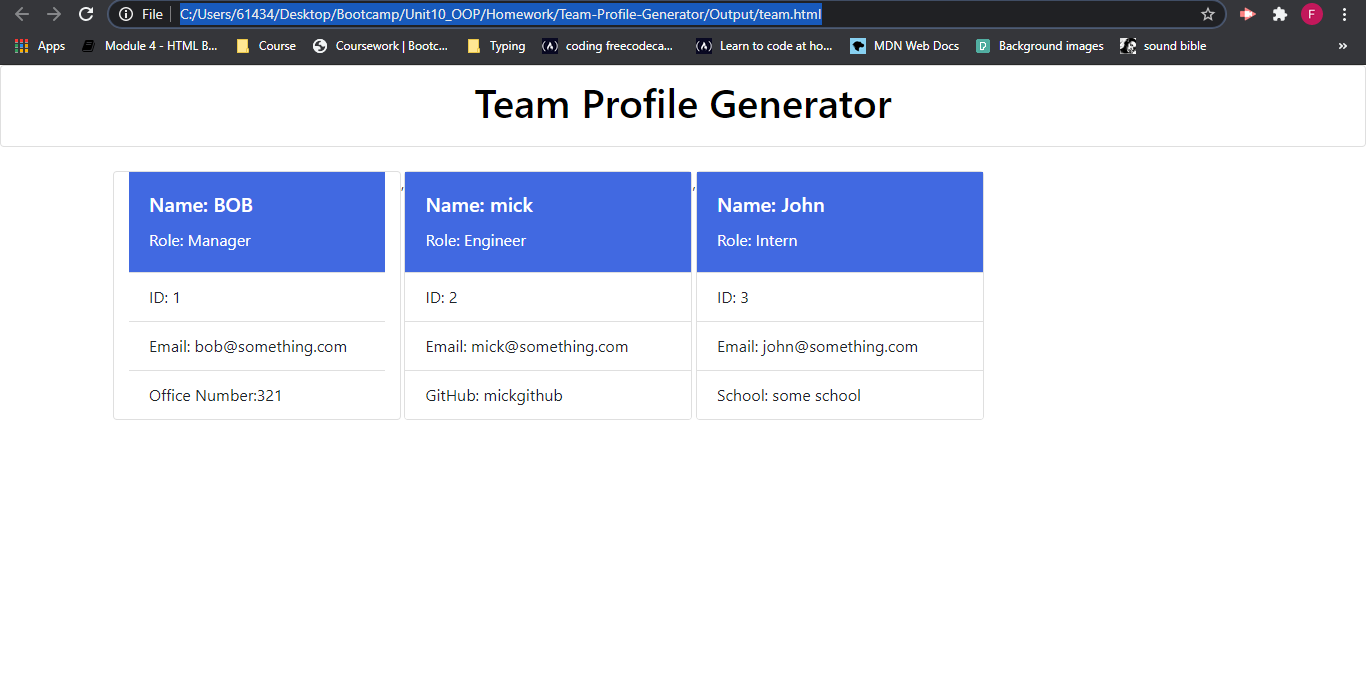 File C:/Users/61434/Desktop/Bootcamp/Unit10_OOP/Homework/Team-Profile-Generator/Output/team.html F
Apps Module 4 - HTML B... Course Coursework | Bootc... Typing (A) coding freecodeca... (A) Learn to code at ho... MDN Web Docs D Background images sound bible »
Team Profile Generator
Name: BOB , Name: mick , Name: John
Role: Manager Role: Engineer Role: Intern
ID: 1 ID: 2 ID: 3
Email: bob@something.com Email: mick@something.com Email: john@something.com
Office Number:321 GitHub: mickgithub School: some school